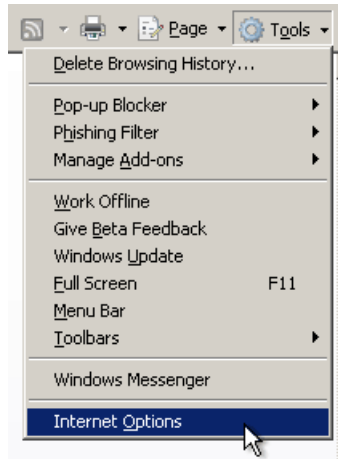 Page Tools
Delete Browsing History...
Pop-up Blocker
Phishing Filter
Manage Add-ons
Work Offline
Give Beta Feedback
Windows Update
Full Screen F11
Menu Bar
Toolbars
Windows Messenger
Internet Options